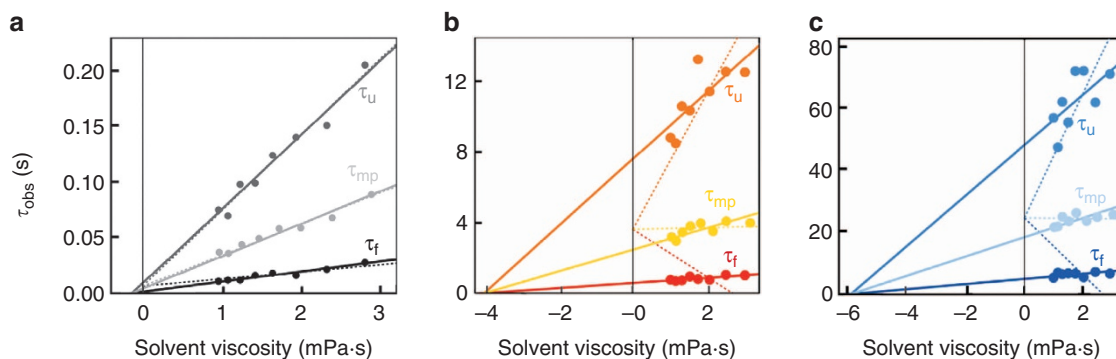 a
b
c
τobs (s)
0.20
0.15
0.10
0.05
0.00
τu
τmp
τf
0 1 2 3
Solvent viscosity (mPa·s)
12
8
4
0
τu
τmp
τf
–4 –2 0 2
Solvent viscosity (mPa·s)
80
60
40
20
0
τu
τmp
τf
–6 –4 –2 0 2
Solvent viscosity (mPa·s)